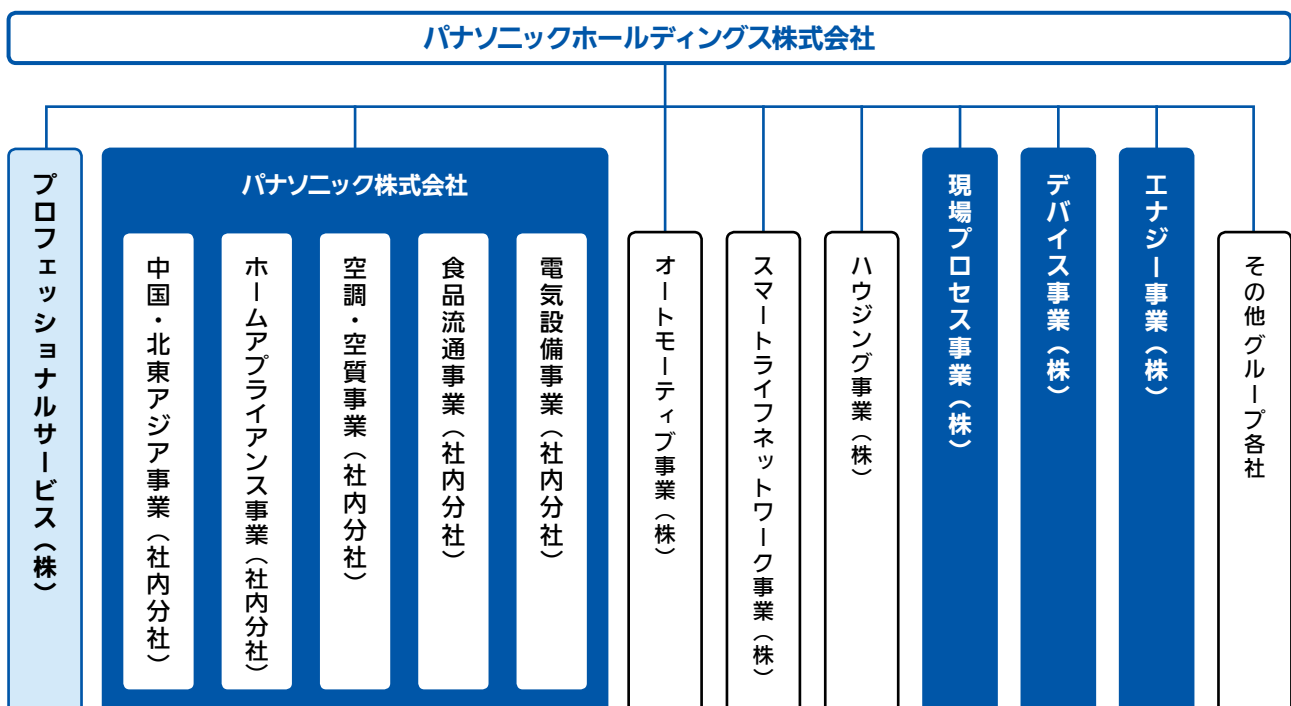 パナソニックホールディングス株式会社
プロフェッショナルサービス（株）
パナソニック株式会社
中国・北東アジア事業（社内分社）
ホームアプライアンス事業（社内分社）
空調・空質事業（社内分社）
食品流通事業（社内分社）
電気設備事業（社内分社）
オートモーティブ事業（株）
スマートライフネットワーク事業（株）
ハウジング事業（株）
現場プロセス事業（株）
デバイス事業（株）
エナジー事業（株）
その他グループ各社